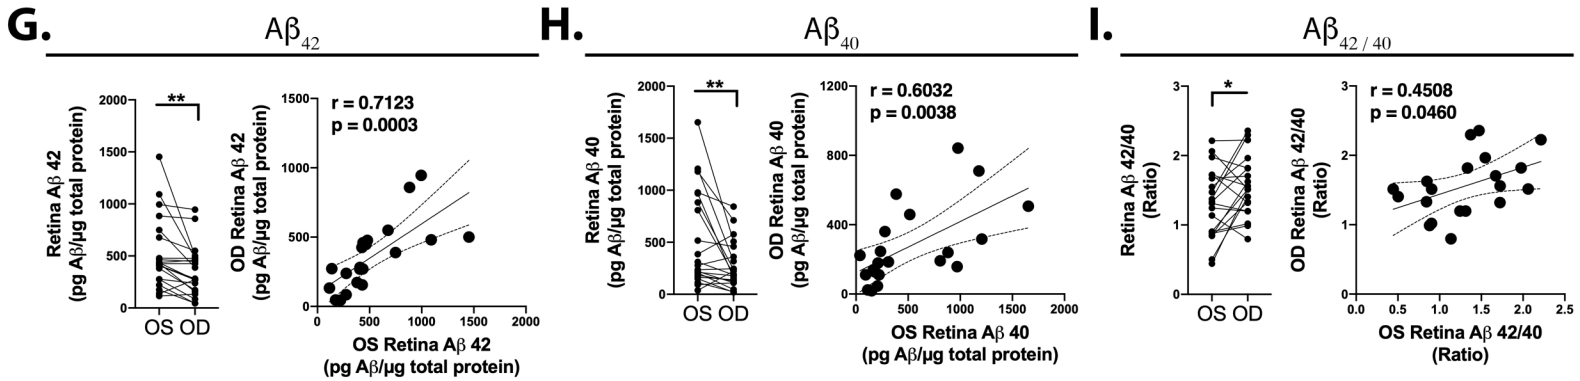 G.
Aβ42
Retina Aβ 42
(pg Aβ/μg total protein)
2000
1500
1000
500
0
**
OS OD
OD Retina Aβ 42
(pg Aβ/μg total protein)
1500
1000
500
0
r = 0.7123
p = 0.0003
0 500 1000 1500 2000
OS Retina Aβ 42
(pg Aβ/μg total protein)
H.
Aβ40
Retina Aβ 40
(pg Aβ/μg total protein)
2000
1500
1000
500
0
**
OS OD
OD Retina Aβ 40
(pg Aβ/μg total protein)
1200
800
400
0
r = 0.6032
p = 0.0038
0 500 1000 1500 2000
OS Retina Aβ 40
(pg Aβ/μg total protein)
I.
Aβ42 / 40
Retina Aβ 42/40
(Ratio)
3
2
1
0
*
OS OD
OD Retina Aβ 42/40
(Ratio)
3
2
1
0
r = 0.4508
p = 0.0460
0.0 0.5 1.0 1.5 2.0 2.5
OS Retina Aβ 42/40
(Ratio)